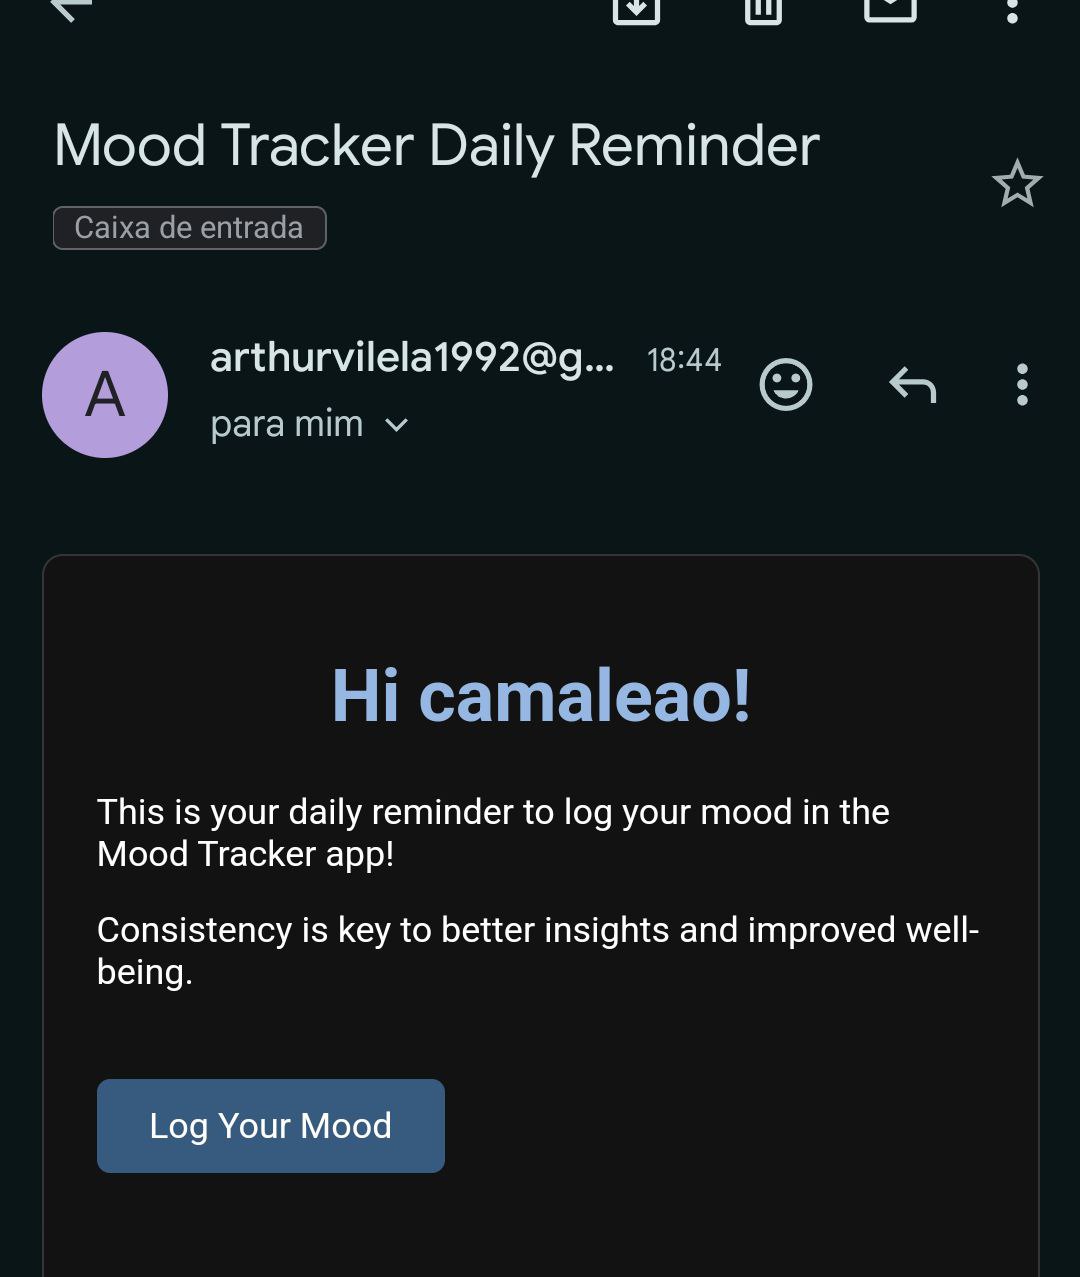 Mood Tracker Daily Reminder
Caixa de entrada
A
arthurvilela1992@g... 18:44
para mim
Hi camaleao!
This is your daily reminder to log your mood in the
Mood Tracker app!
Consistency is key to better insights and improved well-
being.
Log Your Mood